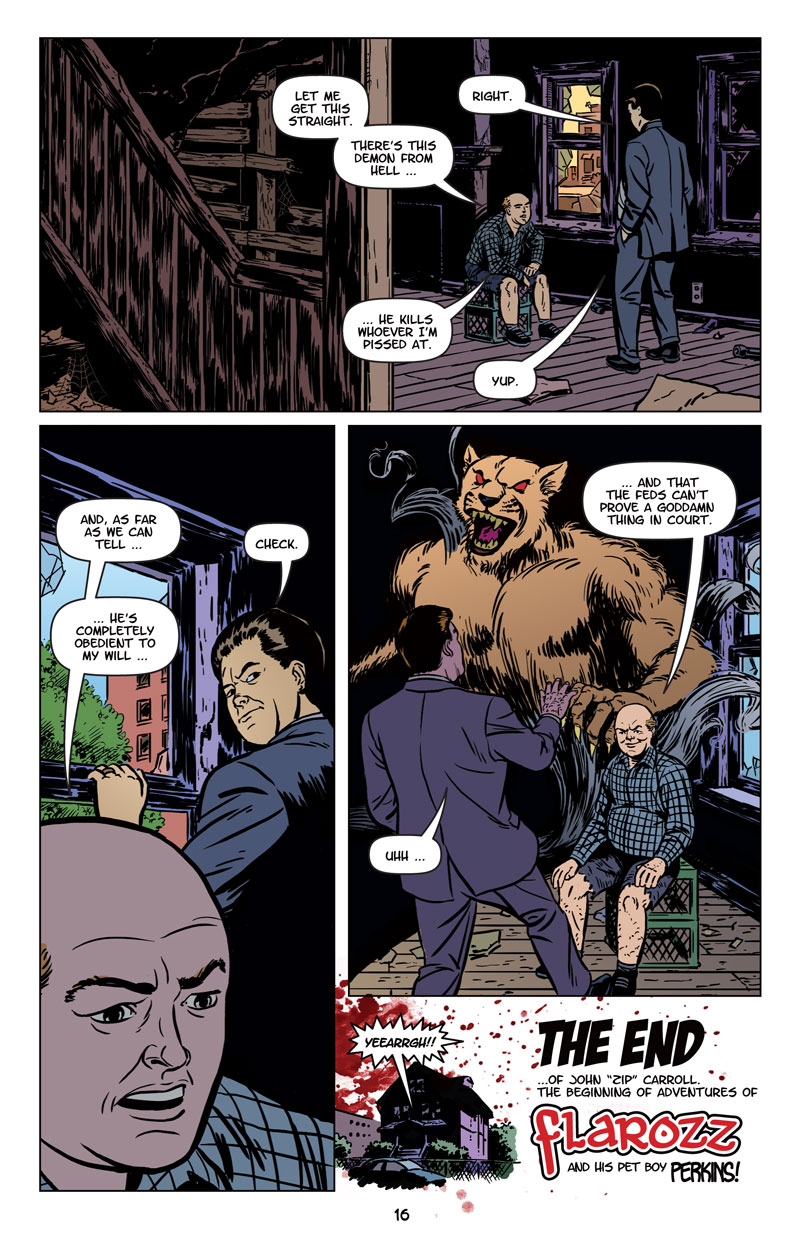 LET ME
GET THIS
STRAIGHT.
THERE'S THIS
DEMON FROM
HELL ...
RIGHT.
... HE KILLS
WHOEVER I'M
PISSED AT.
YUP.
AND, AS FAR
AS WE CAN
TELL ...
CHECK.
... HE'S
COMPLETELY
OBEDIENT TO
MY WILL ...
... AND THAT
THE FEDS CAN'T
PROVE A GODDAMN
THING IN COURT.
UHH ...
YEEARRGH!!
THE END
...OF JOHN "ZIP" CARROLL.
THE BEGINNING OF ADVENTURES OF
FLAROZZ
AND HIS PET BOY PERKINS!
16